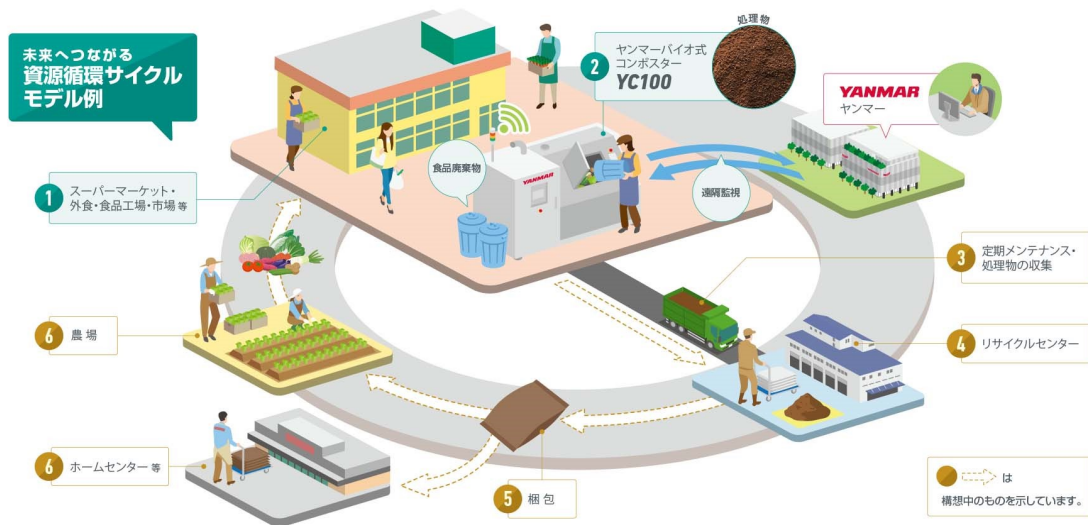 未来へつながる
資源循環サイクル
モデル例
1
スーパーマーケット・
外食・食品工場・市場 等
食品廃棄物
YANMAR
2
ヤンマーバイオ式
コンポスター
YC100
処理物
遠隔監視
YANMAR
ヤンマー
3
定期メンテナンス・
処理物の収集
4
リサイクルセンター
5
梱包
6
農場
6
ホームセンター 等
は
構想中のものを示しています。